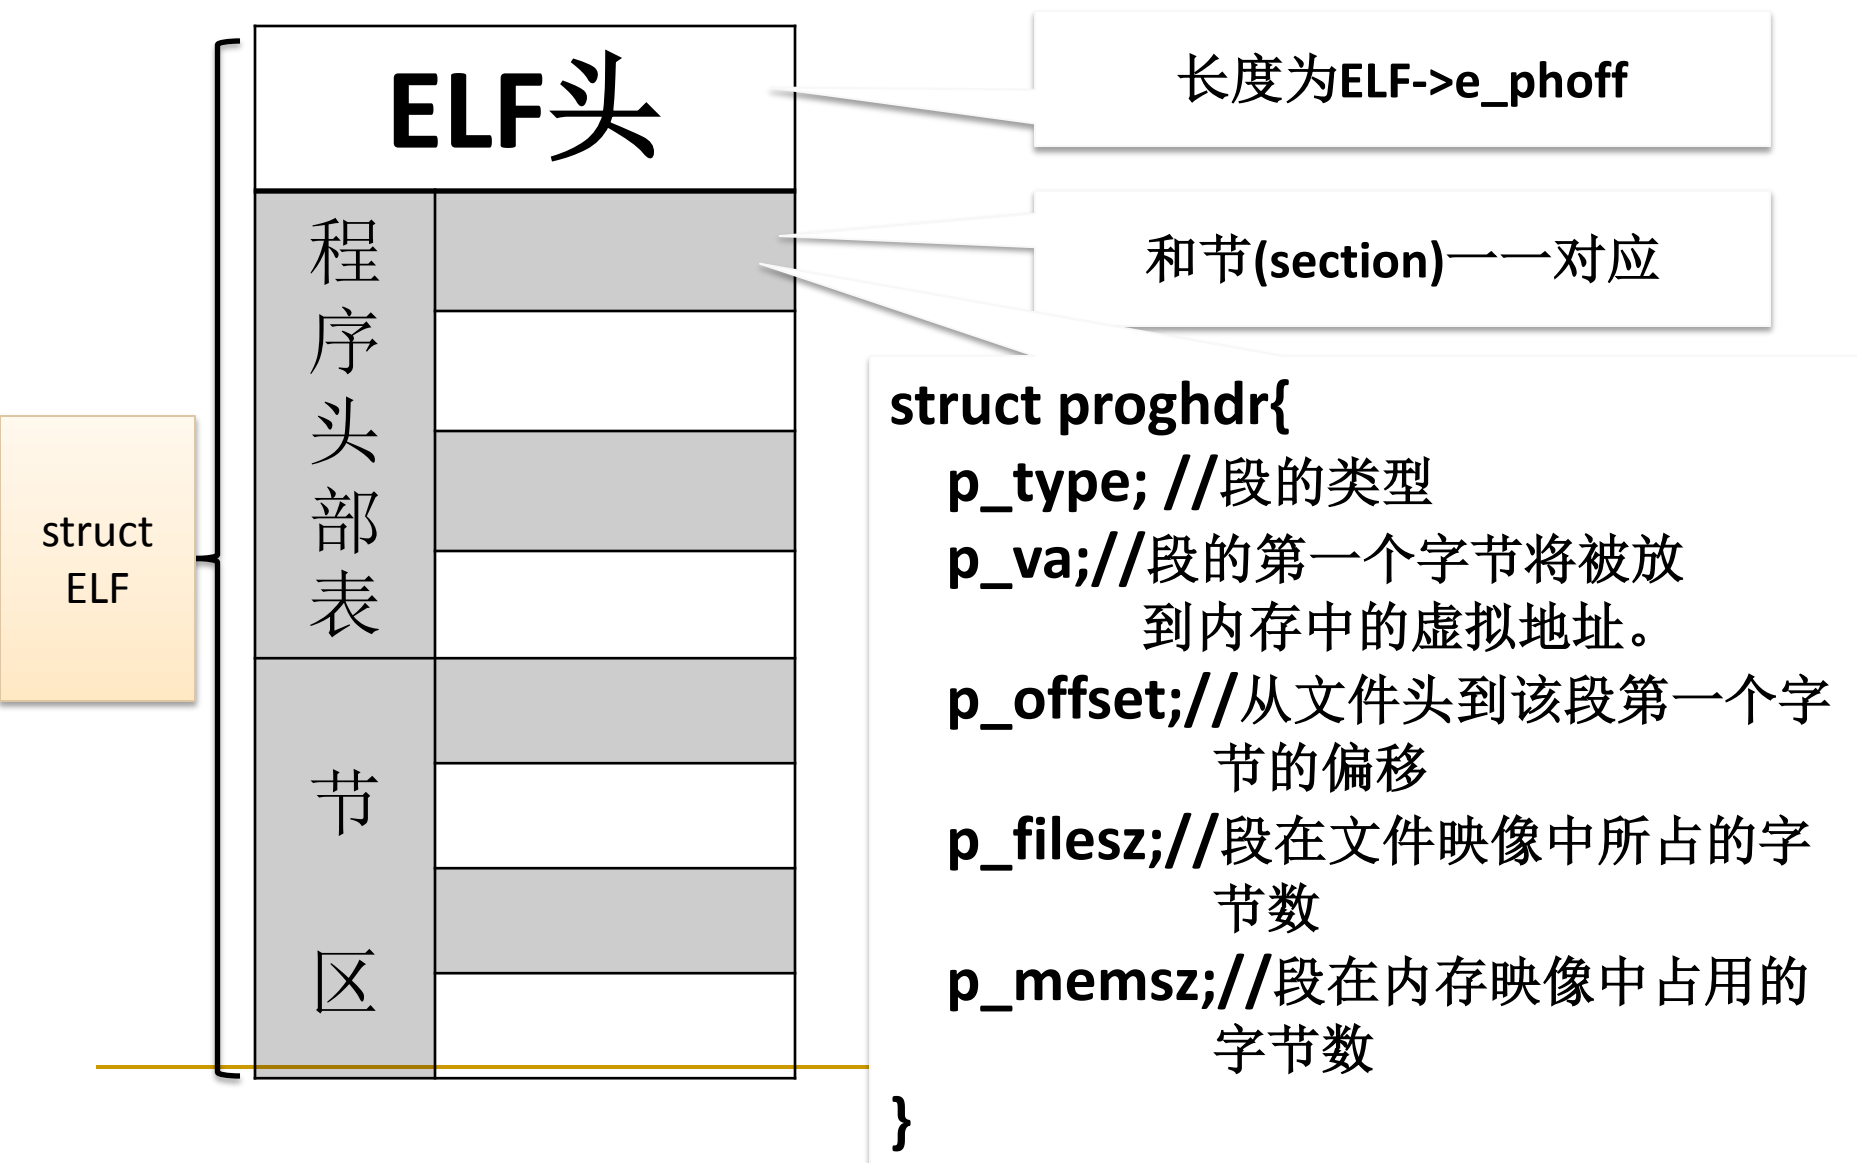 ELF头
长度为ELF->e_phoff
程序头部表
和节(section)一一对应
struct
ELF
节区
struct proghdr{
p_type; //段的类型
p_va;//段的第一个字节将被放
到内存中的虚拟地址。
p_offset;//从文件头到该段第一个字
节的偏移
p_filesz;//段在文件映像中所占的字
节数
p_memsz;//段在内存映像中占用的
字节数
}